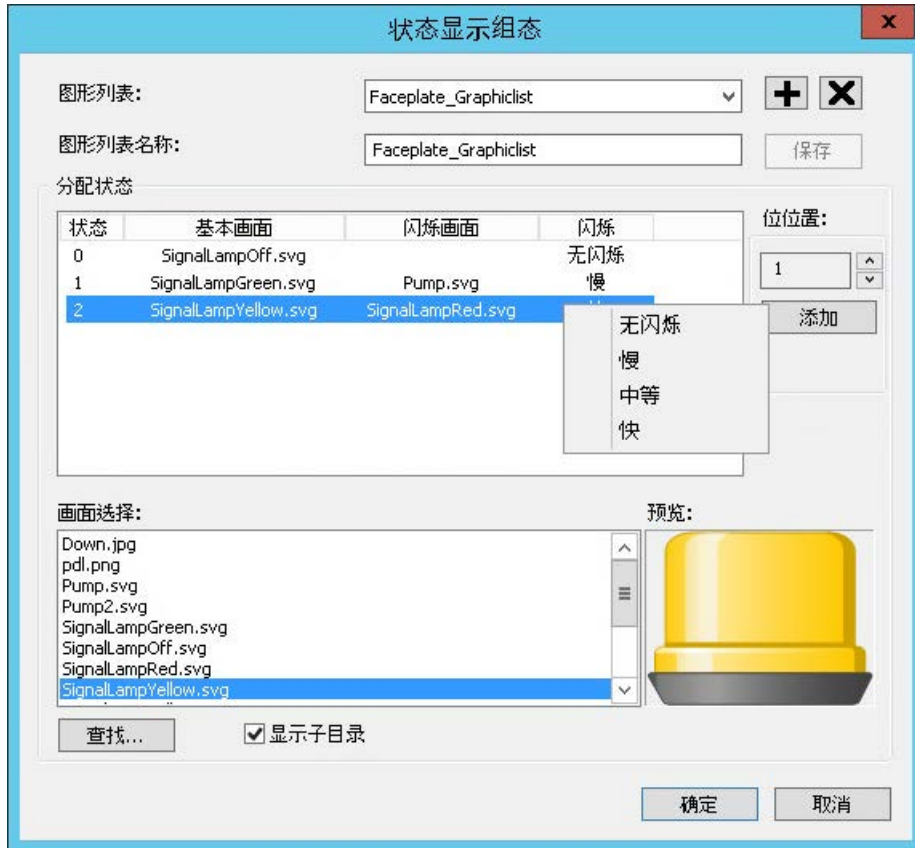 状态显示组态
x
图形列表:
Faceplate_Graphiclist
图形列表名称:
Faceplate_Graphiclist
保存
分配状态
状态 基本画面 闪烁画面 闪烁
位位置:
0 SignalLampOff.svg 无闪烁
1 SignalLampGreen.svg Pump.svg 慢
1
2 SignalLampYellow.svg SignalLampRed.svg
添加
无闪烁
慢
中等
快
画面选择:
预览:
Down.jpg
pdl.png
Pump.svg
Pump2.svg
SignalLampGreen.svg
SignalLampOff.svg
SignalLampRed.svg
SignalLampYellow.svg
查找...
显示子目录
确定
取消